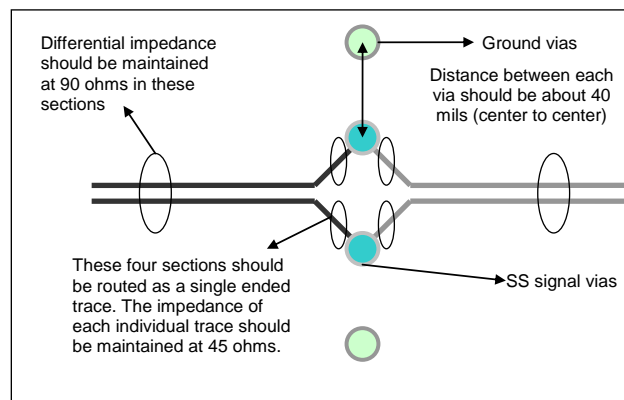 Differential impedance
should be maintained
at 90 ohms in these
sections
Ground vias
Distance between each
via should be about 40
mils (center to center)
These four sections should
be routed as a single ended
trace. The impedance of
each individual trace should
be maintained at 45 ohms.
SS signal vias